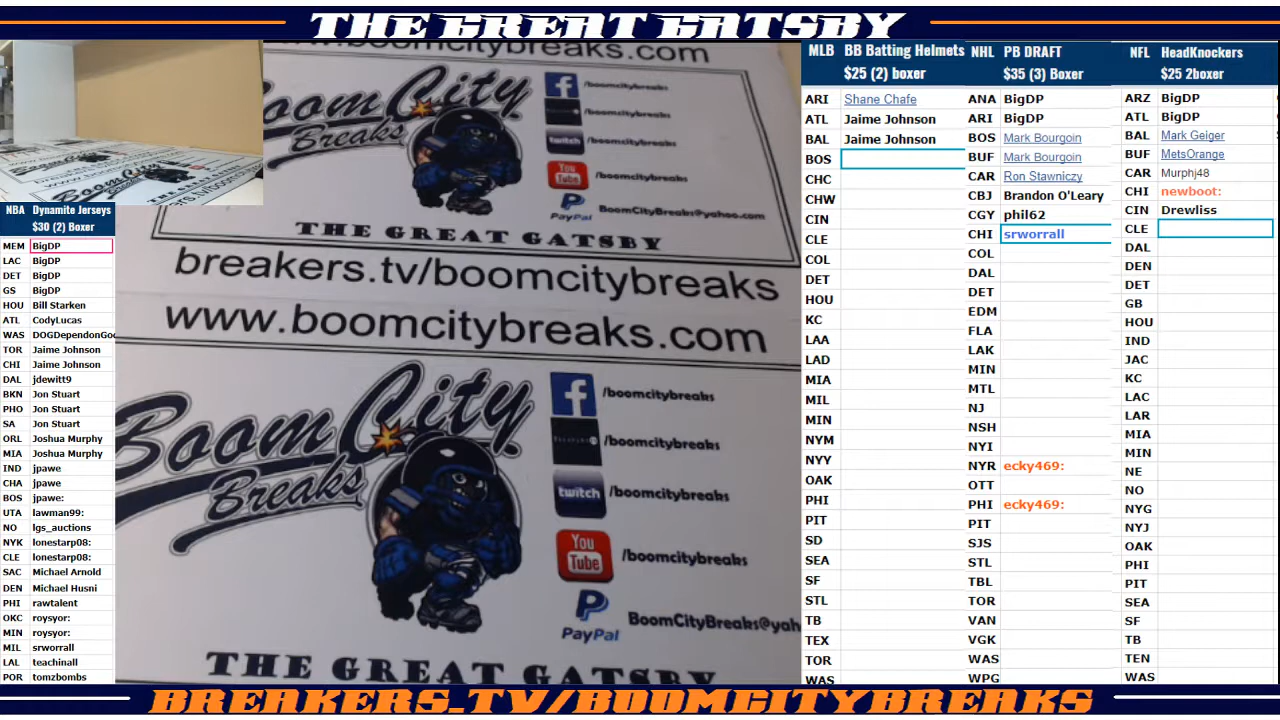 THE GREAT GATSBY
www.boomcitybreaks.com
Boom City Breaks
/boomcitybreaks
/boomcitybreaks
twitch /boomcitybreaks
You Tube /boomcitybreaks
PayPal BoomCityBreaks@yahoo.com
THE GREAT GATSBY
breakers.tv/boomcitybreaks
www.boomcitybreaks.com
Boom City Breaks
/boomcitybreaks
/boomcitybreaks
twitch /boomcitybreaks
You Tube /boomcitybreaks
PayPal BoomCityBreaks@yah
THE GREAT GATSBY
NBA Dynamite Jerseys
$30 (2) Boxer
MEM BigDP
LAC BigDP
DET BigDP
GS BigDP
HOU Bill Starken
ATL CodyLucas
WAS DOGDependonGod
TOR Jaime Johnson
CHI Jaime Johnson
DAL jdewitt9
BKN Jon Stuart
PHO Jon Stuart
SA Jon Stuart
ORL Joshua Murphy
MIA Joshua Murphy
IND jpawe
CHA jpawe
BOS jpawe:
UTA lawman99:
NO lgs_auctions
NYK lonestarp08:
CLE lonestarp08:
SAC Michael Arnold
DEN Michael Husni
PHI rawtalent
OKC roysyor:
MIN roysyor:
MIL srworrall
LAL teachinall
POR tomzbombs
MLB BB Batting Helmets
$25 (2) boxer
ARI Shane Chafe
ATL Jaime Johnson
BAL Jaime Johnson
BOS
CHC
CHW
CIN
CLE
COL
DET
HOU
KC
LAA
LAD
MIA
MIL
MIN
NYM
NYY
OAK
PHI
PIT
SD
SEA
SF
STL
TB
TEX
TOR
WAS
NHL PB DRAFT
$35 (3) Boxer
ANA BigDP
ARI BigDP
BOS Mark Bourgoin
BUF Mark Bourgoin
CAR Ron Stawniczy
CBJ Brandon O'Leary
CGY phil62
CHI srworrall
COL
DAL
DET
EDM
FLA
LAK
MIN
MTL
NJ
NSH
NYI
NYR ecky469:
OTT
PHI ecky469:
PIT
SJS
STL
TBL
TOR
VAN
VGK
WAS
WPG
NFL HeadKnockers
$25 2boxer
ARZ BigDP
ATL BigDP
BAL Mark Geiger
BUF MetsOrange
CAR Murphj48
CHI newboot:
CIN Drewliss
CLE
DAL
DEN
DET
GB
HOU
IND
JAC
KC
LAC
LAR
MIA
MIN
NE
NO
NYG
NYJ
OAK
PHI
PIT
SEA
SF
TB
TEN
WAS
BREAKERS.TV/BOOMCITYBREAKS